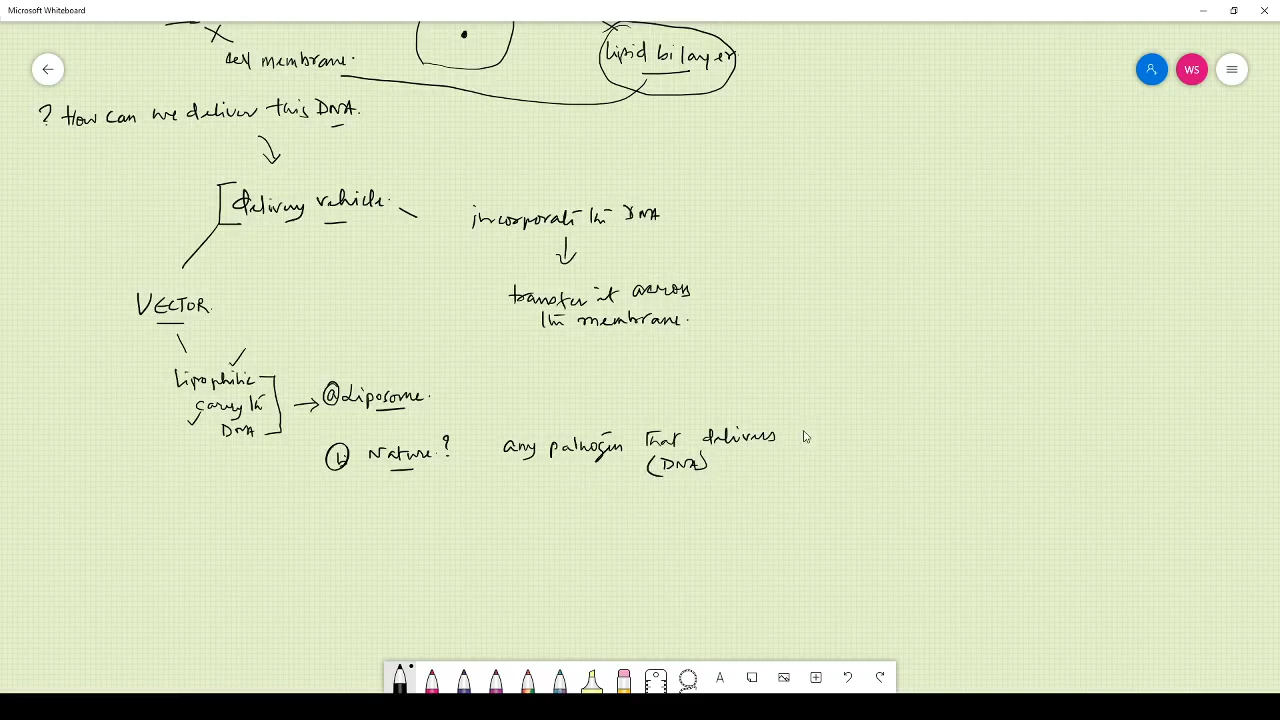 Microsoft Whiteboard
cell membrane.
lipid bilayer
WS
? How can we deliver this DNA.
delivery vehicle.
incorporate the DNA
transfer it across
the membrane.
VECTOR.
Lipophilic
carry the
DNA
a Liposome.
b Nature?
any pathogen that delivers
(DNA)
A